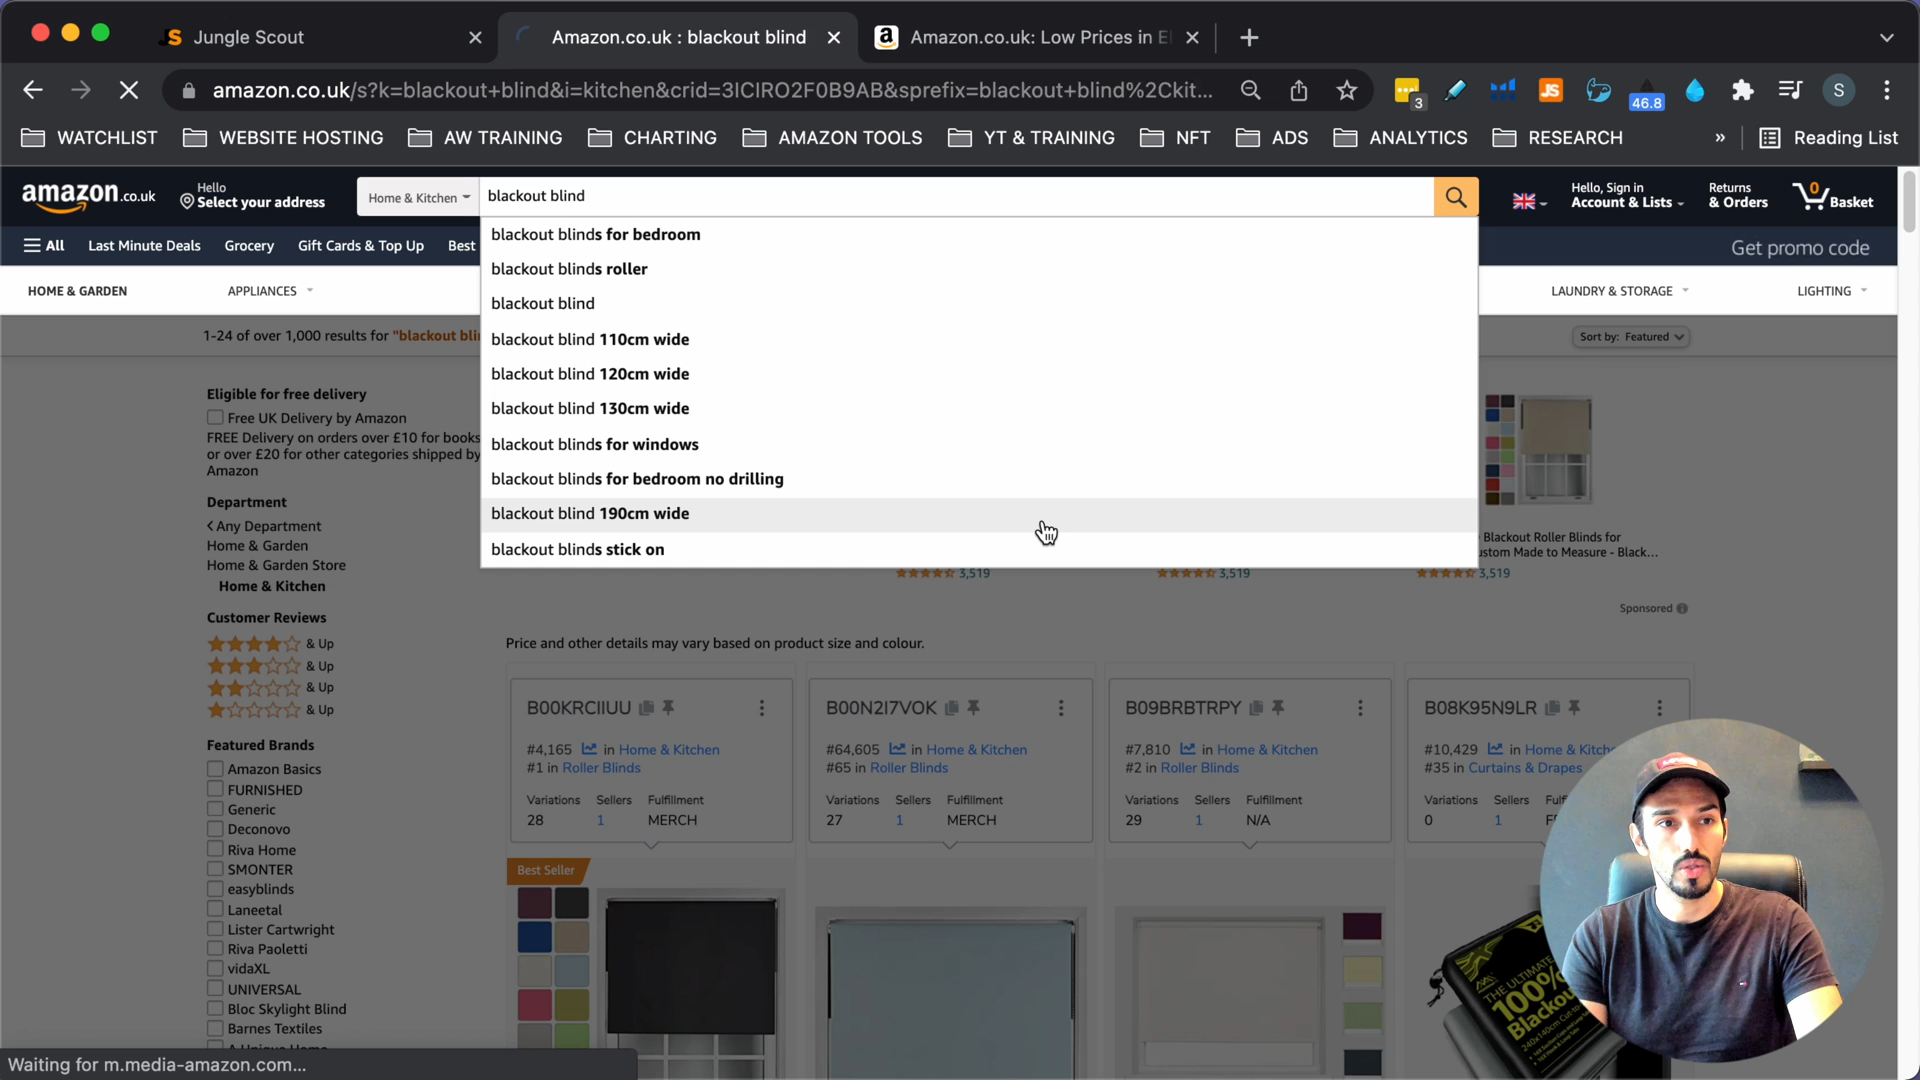 Jungle Scout
Amazon.co.uk : blackout blind
Amazon.co.uk: Low Prices in El
amazon.co.uk/s?k=blackout+blind&i=kitchen&crid=3ICIRO2F0B9AB&sprefix=blackout+blind%2Ckit...
3
JS
46.8
S
WATCHLIST
WEBSITE HOSTING
AW TRAINING
CHARTING
AMAZON TOOLS
YT & TRAINING
NFT
ADS
ANALYTICS
RESEARCH
»
Reading List
amazon.co.uk
Hello
Select your address
Home & Kitchen
blackout blind
Hello, Sign in
Account & Lists
Returns
& Orders
0
Basket
All
Last Minute Deals
Grocery
Gift Cards & Top Up
Best
Get promo code
HOME & GARDEN
APPLIANCES
LAUNDRY & STORAGE
LIGHTING
blackout blinds for bedroom
blackout blinds roller
blackout blind
blackout blind 110cm wide
blackout blind 120cm wide
blackout blind 130cm wide
blackout blinds for windows
blackout blinds for bedroom no drilling
blackout blind 190cm wide
blackout blinds stick on
1-24 of over 1,000 results for "blackout bli
Sort by: Featured
Eligible for free delivery
Free UK Delivery by Amazon
FREE Delivery on orders over £10 for books
or over £20 for other categories shipped by
Amazon
Department
Any Department
Home & Garden
Home & Garden Store
Home & Kitchen
Customer Reviews
& Up
& Up
& Up
& Up
Featured Brands
Amazon Basics
FURNISHED
Generic
Deconovo
Riva Home
SMONTER
easyblinds
Laneetal
Lister Cartwright
Riva Paoletti
vidaXL
UNIVERSAL
Bloc Skylight Blind
Barnes Textiles
Blackout Roller Blinds for
stom Made to Measure - Black...
3,519
3,519
3,519
Sponsored
Price and other details may vary based on product size and colour.
B00KRCIIUU
#4,165 in Home & Kitchen
#1 in Roller Blinds
Variations Sellers Fulfillment
28 1 MERCH
B00N2I7VOK
#64,605 in Home & Kitchen
#65 in Roller Blinds
Variations Sellers Fulfillment
27 1 MERCH
B09BRBTRPY
#7,810 in Home & Kitchen
#2 in Roller Blinds
Variations Sellers Fulfillment
29 1 N/A
B08K95N9LR
#10,429 in Home & Kitche
#35 in Curtains & Drapes
Variations Sellers Fulf
0 1 F
Best Seller
THE ULTIMATE
100%
Blackou
Waiting for m.media-amazon.com...